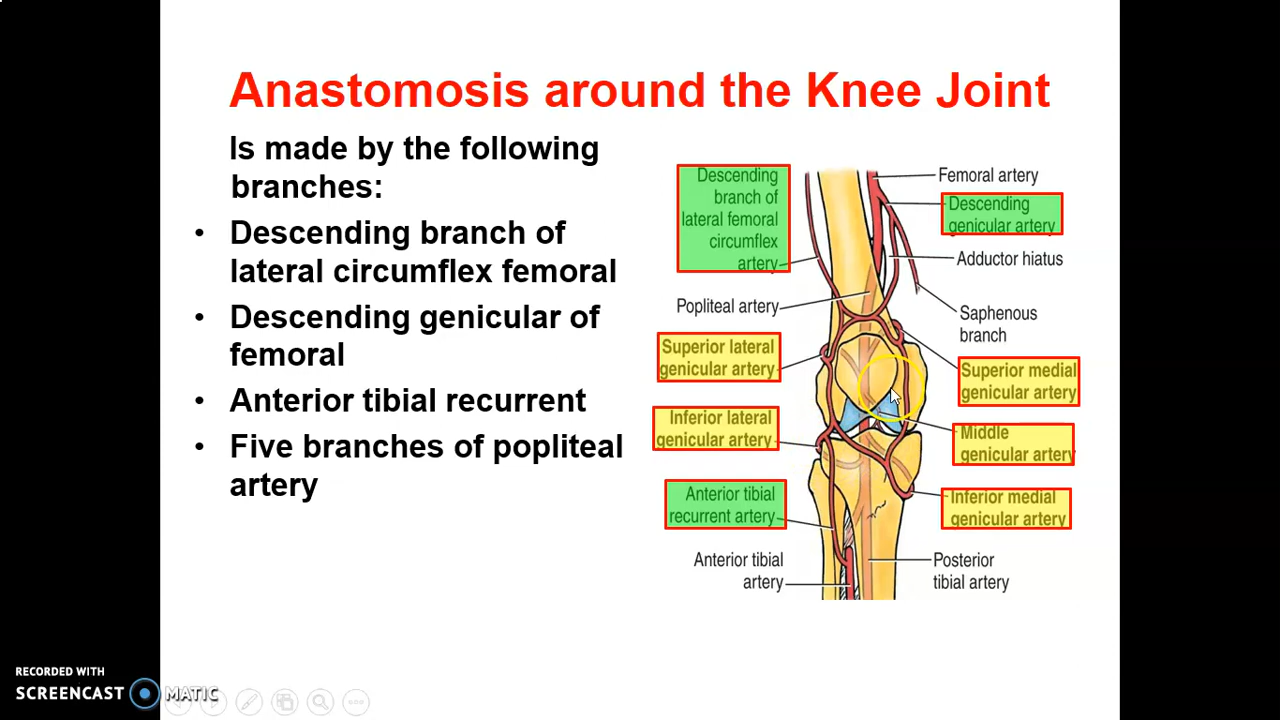 Anastomosis around the Knee Joint
Is made by the following
branches:
• Descending branch of
lateral circumflex femoral
• Descending genicular of
femoral
• Anterior tibial recurrent
• Five branches of popliteal
artery
Descending
branch of
lateral femoral
circumflex
artery
Popliteal artery
Superior lateral
genicular artery
Inferior lateral
genicular artery
Anterior tibial
recurrent artery
Anterior tibial
artery
Femoral artery
Descending
genicular artery
Adductor hiatus
Saphenous
branch
Superior medial
genicular artery
Middle
genicular artery
Inferior medial
genicular artery
Posterior
tibial artery
RECORDED WITH
SCREENCAST MATIC